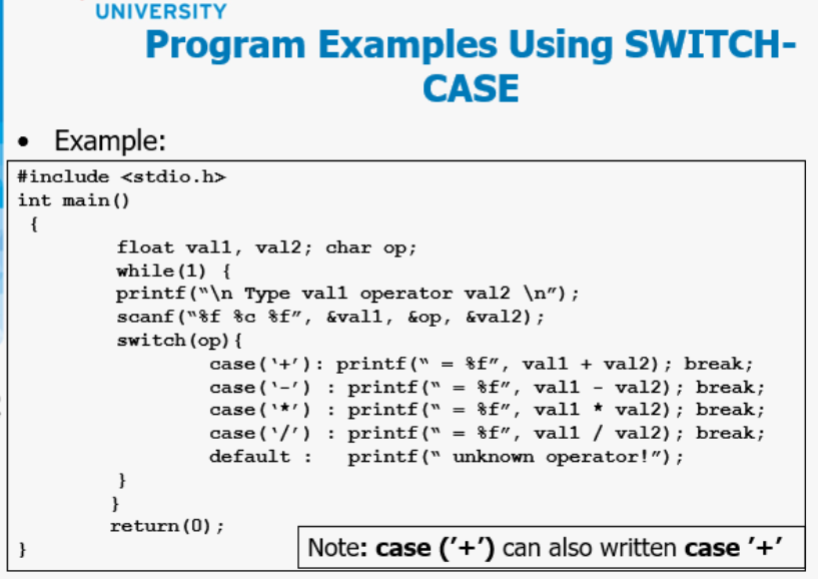 UNIVERSITY
Program Examples Using SWITCH-
CASE
• Example:
#include <stdio.h>
int main()
{
float val1, val2; char op;
while(1) {
printf(“\n Type val1 operator val2 \n”);
scanf(“%f %c %f”, &val1, &op, &val2);
switch(op){
case(‘+’): printf(“ = %f”, val1 + val2); break;
case(‘-’) : printf(“ = %f”, val1 - val2); break;
case(‘*’) : printf(“ = %f”, val1 * val2); break;
case(‘/’) : printf(“ = %f”, val1 / val2); break;
default : printf(“ unknown operator!”);
}
}
return(0);
}
Note: case (’+’) can also written case ’+’